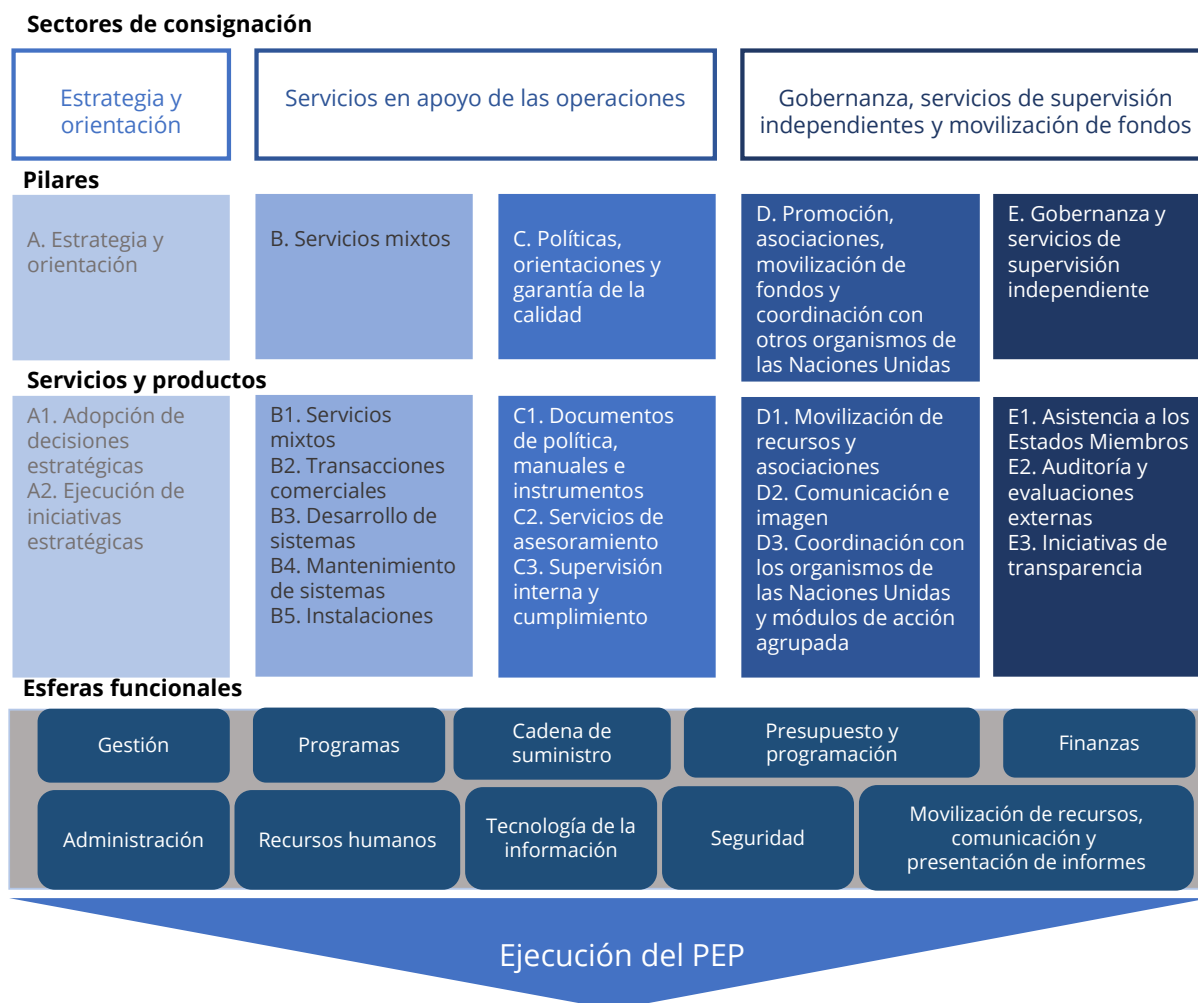 Sectores de consignación
Estrategia y
orientación
Servicios en apoyo de las operaciones
Gobernanza, servicios de supervisión
independientes y movilización de fondos
Pilares
A. Estrategia y
orientación
B. Servicios mixtos
C. Políticas,
orientaciones y
garantía de la
calidad
D. Promoción,
asociaciones,
movilización de
fondos y
coordinación con
otros organismos de
las Naciones Unidas
E. Gobernanza y
servicios de
supervisión
independiente
Servicios y productos
A1. Adopción de
decisiones
estratégicas
A2. Ejecución de
iniciativas
estratégicas
B1. Servicios
mixtos
B2. Transacciones
comerciales
B3. Desarrollo de
sistemas
B4. Mantenimiento
de sistemas
B5. Instalaciones
C1. Documentos
de política,
manuales e
instrumentos
C2. Servicios de
asesoramiento
C3. Supervisión
interna y
cumplimiento
D1. Movilización de
recursos y
asociaciones
D2. Comunicación e
imagen
D3. Coordinación con
los organismos de
las Naciones Unidas
y módulos de acción
agrupada
E1. Asistencia a los
Estados Miembros
E2. Auditoría y
evaluaciones
externas
E3. Iniciativas de
transparencia
Esferas funcionales
Gestión
Programas
Cadena de
suministro
Presupuesto y
programación
Finanzas
Administración
Recursos humanos
Tecnología de la
información
Seguridad
Movilización de recursos,
comunicación y
presentación de informes
Ejecución del PEP